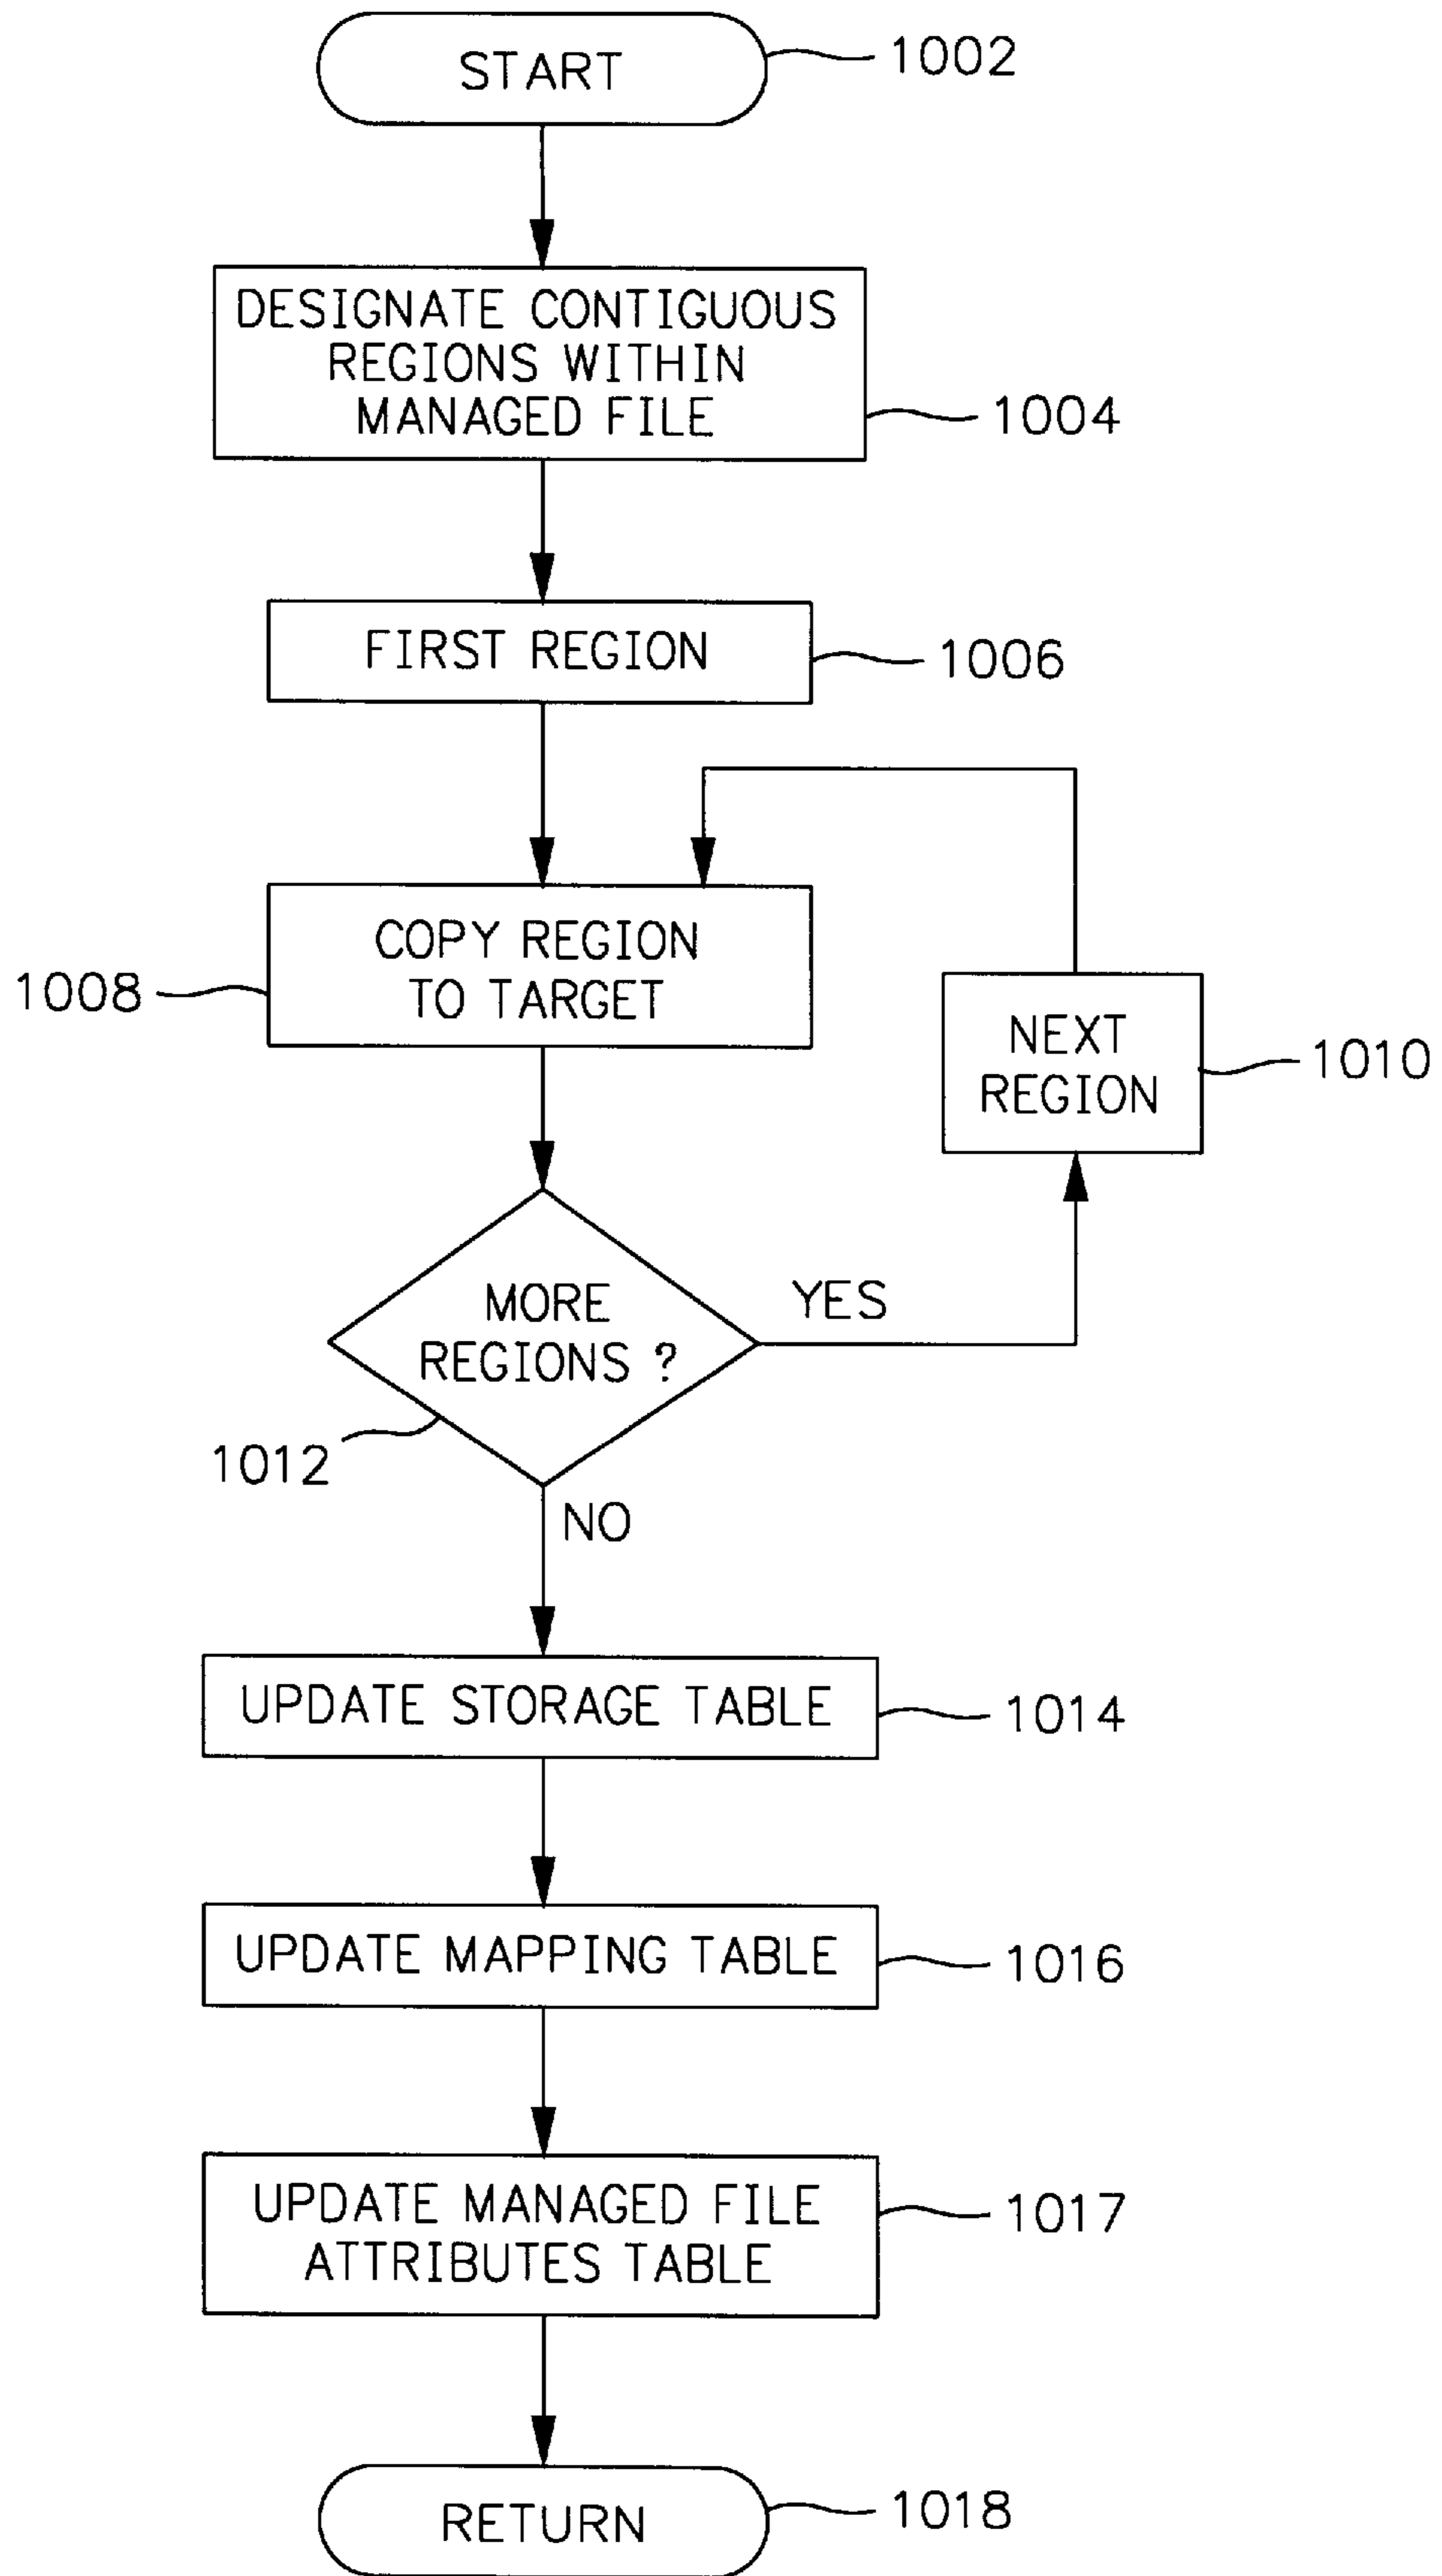 START
1002
DESIGNATE CONTIGUOUS
REGIONS WITHIN
MANAGED FILE
1004
FIRST REGION
1006
COPY REGION
TO TARGET
1008
NEXT
REGION
1010
MORE
REGIONS ?
YES
1012
NO
UPDATE STORAGE TABLE
1014
UPDATE MAPPING TABLE
1016
UPDATE MANAGED FILE
ATTRIBUTES TABLE
1017
RETURN
1018